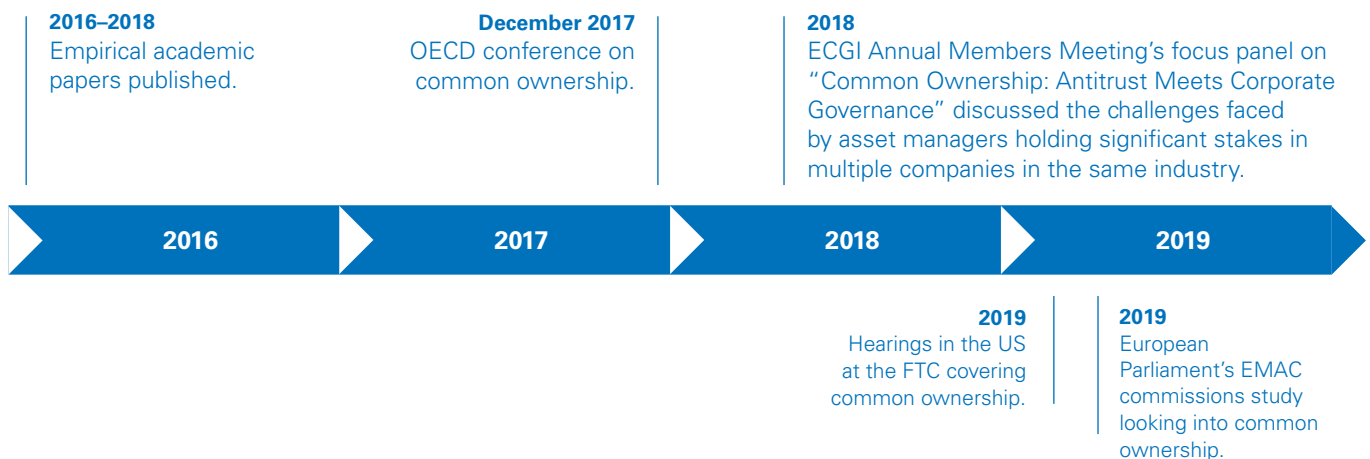 2016–2018
Empirical academic
papers published.
December 2017
OECD conference on
common ownership.
2018
ECGI Annual Members Meeting’s focus panel on
“Common Ownership: Antitrust Meets Corporate
Governance” discussed the challenges faced
by asset managers holding significant stakes in
multiple companies in the same industry.
2016
2017
2018
2019
2019
Hearings in the US
at the FTC covering
common ownership.
2019
European
Parliament’s EMAC
commissions study
looking into common
ownership.